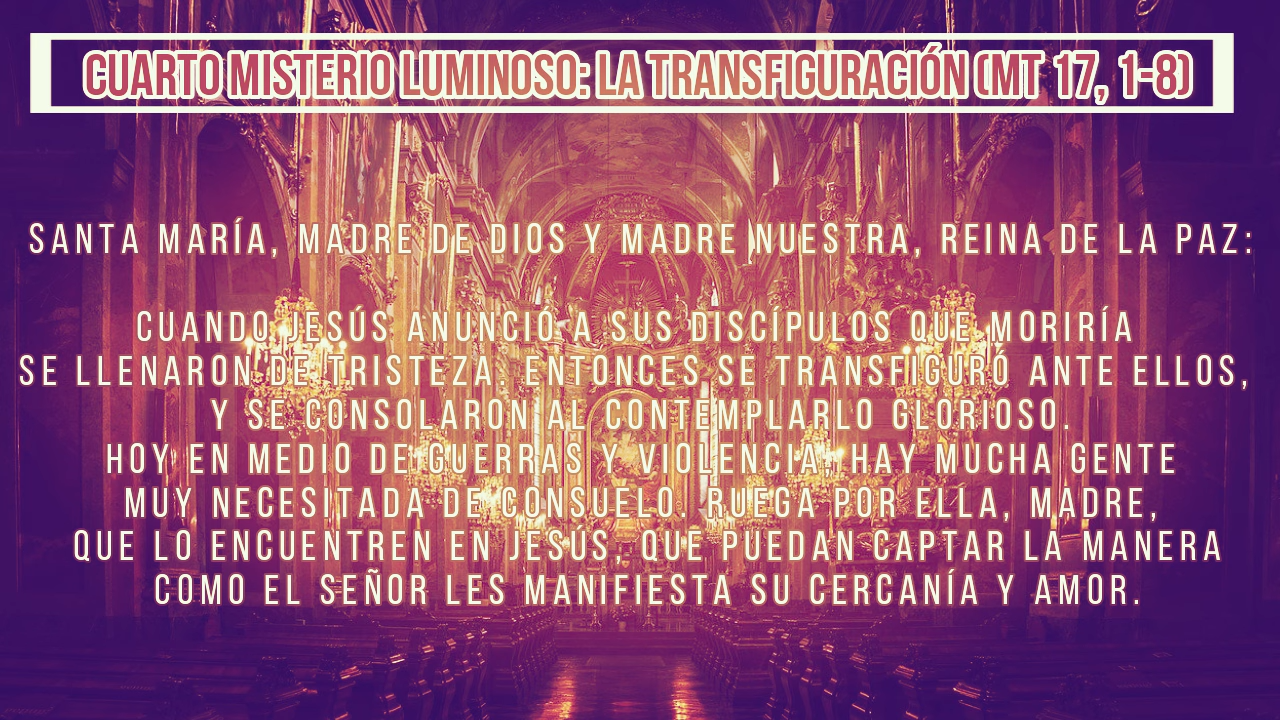 CUARTO MISTERIO LUMINOSO: LA TRANSFIGURACIÓN (MT 17, 1-8)
SANTA MARÍA, MADRE DE DIOS Y MADRE NUESTRA, REINA DE LA PAZ:
CUANDO JESÚS ANUNCIÓ A SUS DISCÍPULOS QUE MORIRÍA
SE LLENARON DE TRISTEZA. ENTONCES SE TRANSFIGURÓ ANTE ELLOS,
Y SE CONSOLARON AL CONTEMPLARLO GLORIOSO.
HOY EN MEDIO DE GUERRAS Y VIOLENCIA, HAY MUCHA GENTE
MUY NECESITADA DE CONSUELO. RUEGA POR ELLA, MADRE,
QUE LO ENCUENTREN EN JESÚS, QUE PUEDAN CAPTAR LA MANERA
COMO EL SEÑOR LES MANIFIESTA SU CERCANÍA Y AMOR.